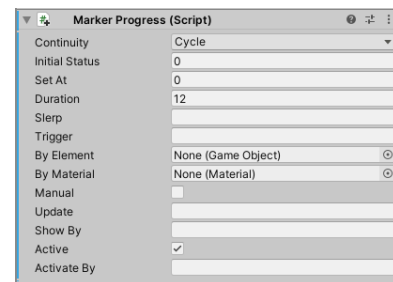 Marker Progress (Script)
Continuity Cycle
Initial Status 0
Set At 0
Duration 12
Slerp
Trigger
By Element None (Game Object)
By Material None (Material)
Manual
Update
Show By
Active
Activate By